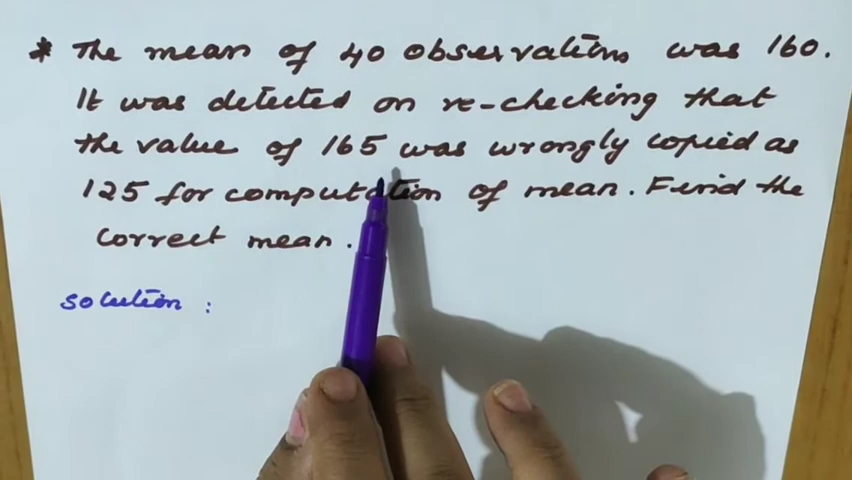 * The mean of 40 observations was 160.
It was detected on re-checking that
the value of 165 was wrongly copied as
125 for computation of mean. Find the
correct mean.
solution :